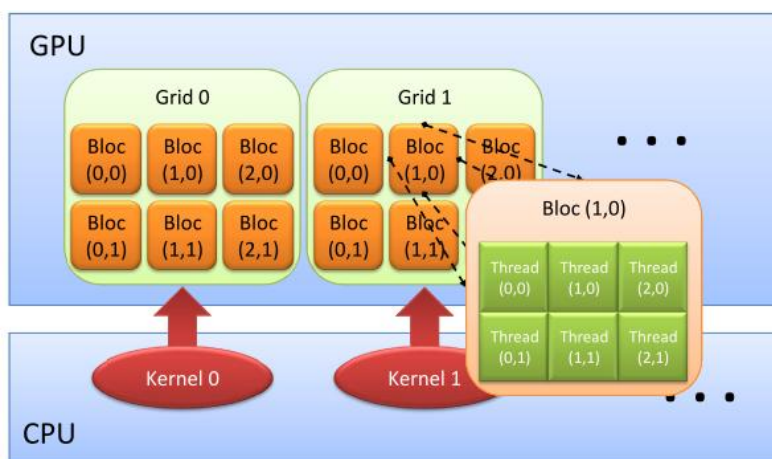 GPU
Grid 0
Grid 1
Bloc
(0,0)
Bloc
(1,0)
Bloc
(2,0)
Bloc
(0,0)
Bloc
(1,0)
Bloc
(2,0)
Bloc
(0,1)
Bloc
(1,1)
Bloc
(2,1)
Bloc
(0,1)
Bloc
(1,1)
. . .
Bloc (1,0)
Thread
(0,0)
Thread
(1,0)
Thread
(2,0)
Thread
(0,1)
Thread
(1,1)
Thread
(2,1)
Kernel 0
Kernel 1
. . .
CPU